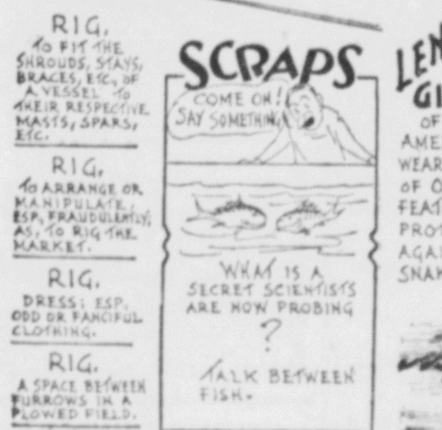 RIG,
TO FIT THE
SHROUDS, STAYS,
BRACES, ETC, OF
A VESSEL TO
THEIR RESPECTIVE
MASTS, SPARS,
ETC.
RIG,
TO ARRANGE OR
MANIPULATE,
ESP, FRAUDULENTLY;
AS, TO RIG THE
MARKET.
RIG.
DRESS; ESP.
ODD OR FANCIFUL
CLOTHING.
RIG.
A SPACE BETWEEN
FURROWS IN A
PLOWED FIELD.
SCRAPS
COME ON!
SAY SOMETHING
WHAT IS A
SECRET SCIENTISTS
ARE NOW PROBING
?
TALK BETWEEN
FISH.
LEN
GI
OF
AME
WEAR
OF O
FEAT
PROT
AGAI
SNAK